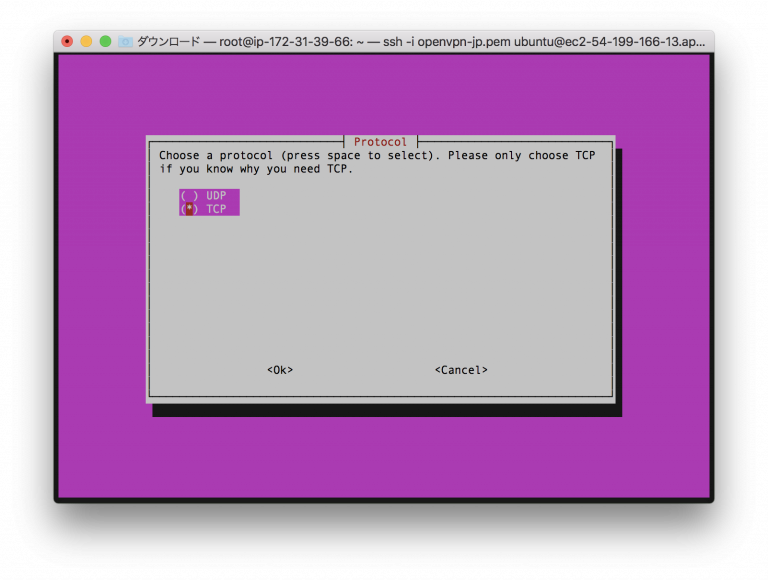 ダウンロード — root@ip-172-31-39-66: ~ — ssh -i openvpn-jp.pem ubuntu@ec2-54-199-166-13.ap...
Protocol
Choose a protocol (press space to select). Please only choose TCP
if you know why you need TCP.
( ) UDP
(*) TCP
<Ok> <Cancel>